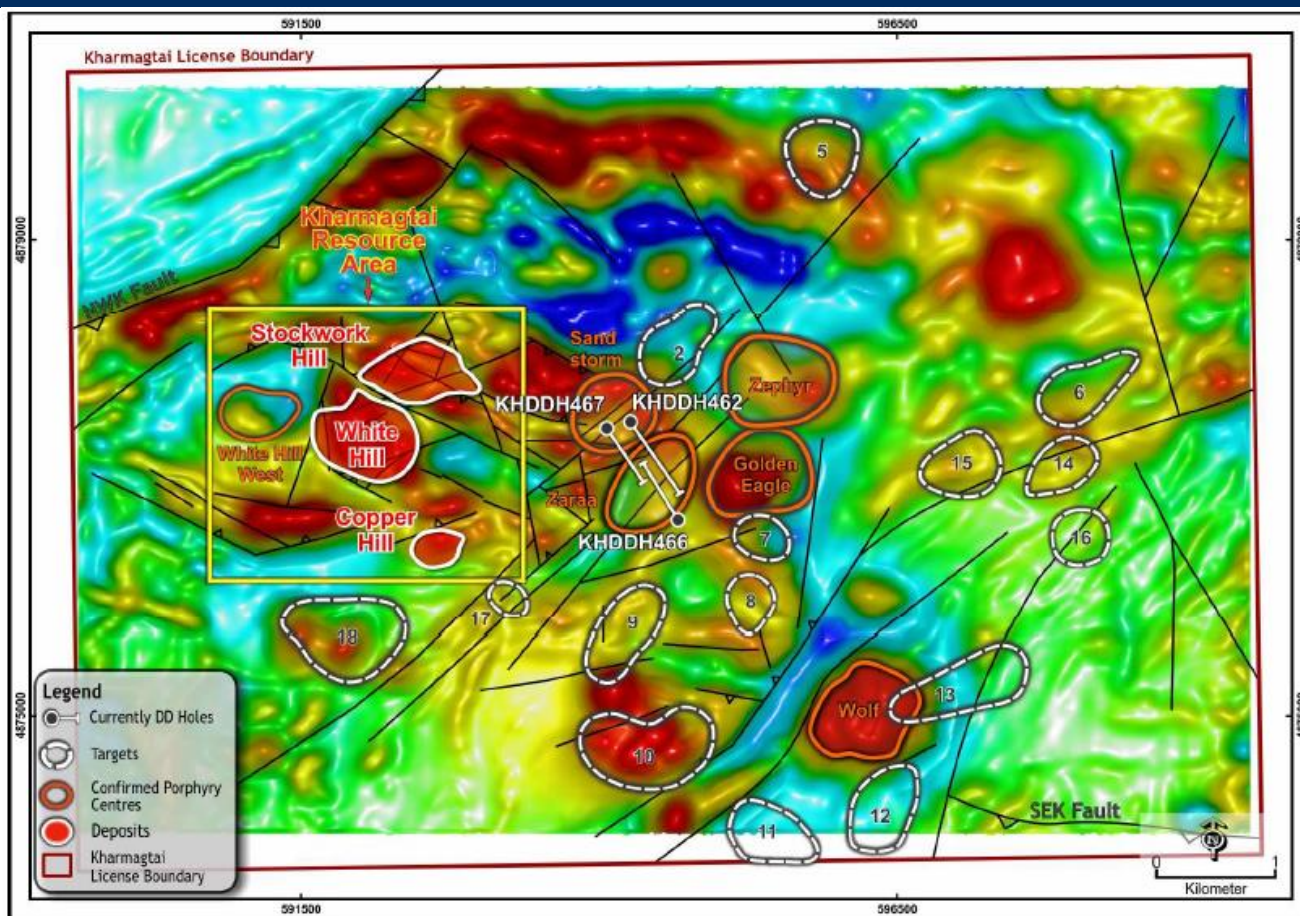 591500
596500
Kharmagtai License Boundary
5
4879000
4879000
Kharmagtai
Resource
Area
NWK Fault
Stockwork
Hill
Sand
storm
2
Zephyr
6
KHDDH467
KHDDH462
White
Hill
White Hill
West
Golden
Eagle
15
14
Zaraa
Copper
Hill
KHDDH466
7
16
17
9
8
18
13
Wolf
10
11
12
SEK Fault
4875000
4875000
Legend
Currently DD Holes
Targets
Confirmed Porphyry
Centres
Deposits
Kharmagtai
License Boundary
N
0
1
Kilometer
591500
596500